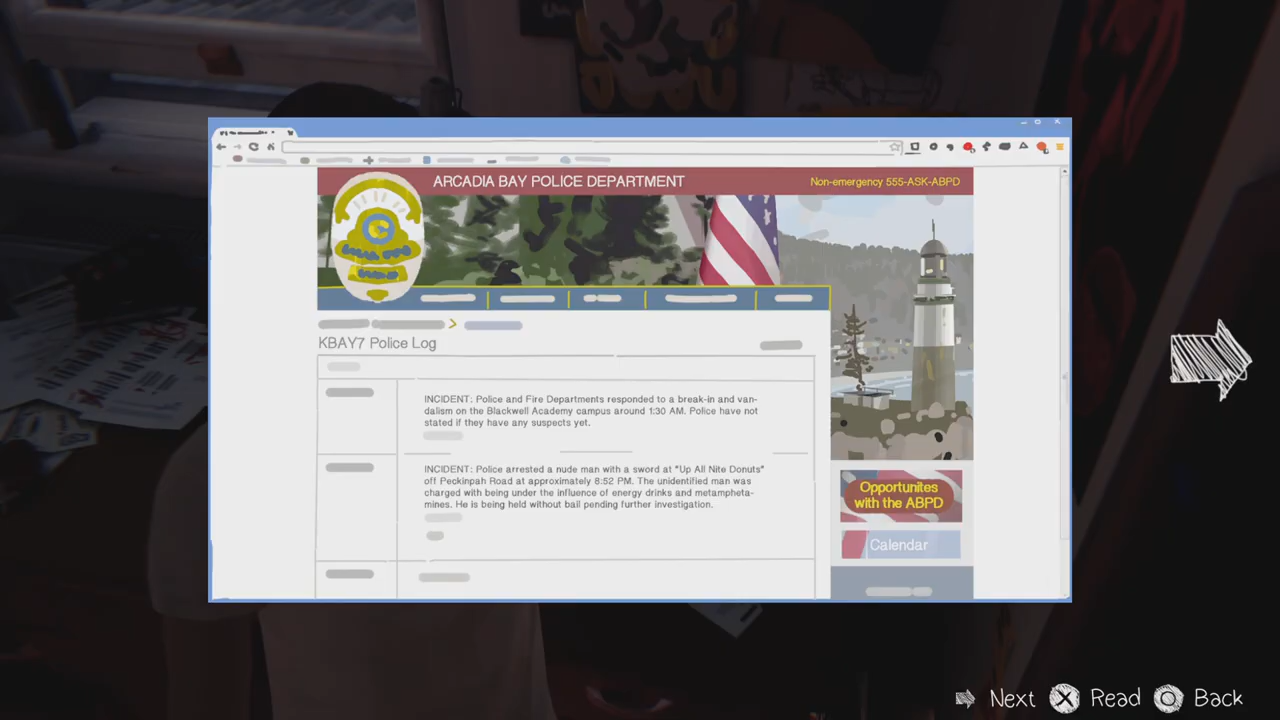 ARCADIA BAY POLICE DEPARTMENT
Non-emergency 555-ASK-ABPD
KBAY7 Police Log
INCIDENT: Police and Fire Departments responded to a break-in and van-
dalism on the Blackwell Academy campus around 1:30 AM. Police have not
stated if they have any suspects yet.
INCIDENT: Police arrested a nude man with a sword at "Up All Nite Donuts"
off Peckinpah Road at approximately 8:52 PM. The unidentified man was
charged with being under the influence of energy drinks and metampheta-
mines. He is being held without bail pending further investigation.
Opportunites
with the ABPD
Calendar
Next
Read
Back